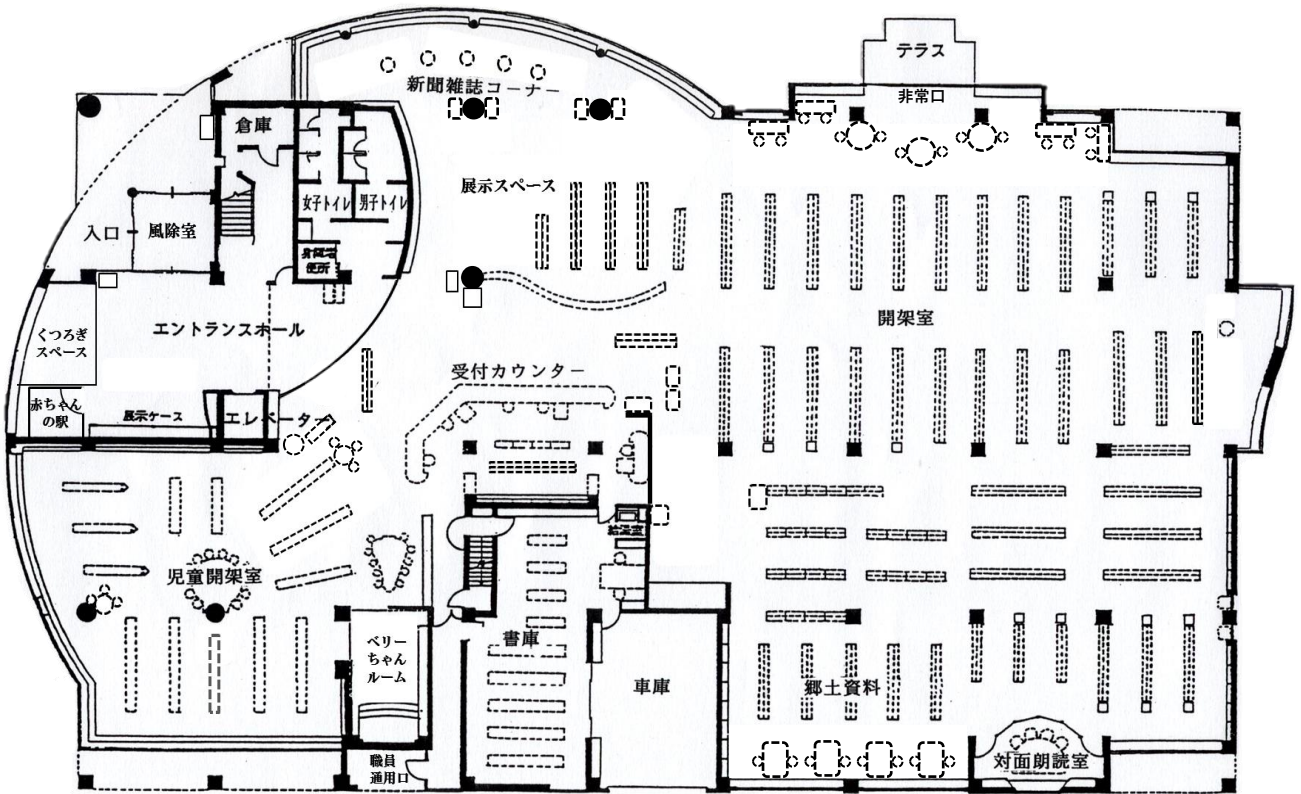 テラス
新聞雑誌コーナー
非常口
倉庫
展示スペース
女子トイレ
男子トイレ
入口
風除室
便所
エントランスホール
開架室
くつろぎ
スペース
受付カウンター
赤ちゃん
の駅
展示ケース
エレベーター
児童開架室
書庫
ベリー
ちゃん
ルーム
車庫
郷土資料
職員
通用口
対面朗読室